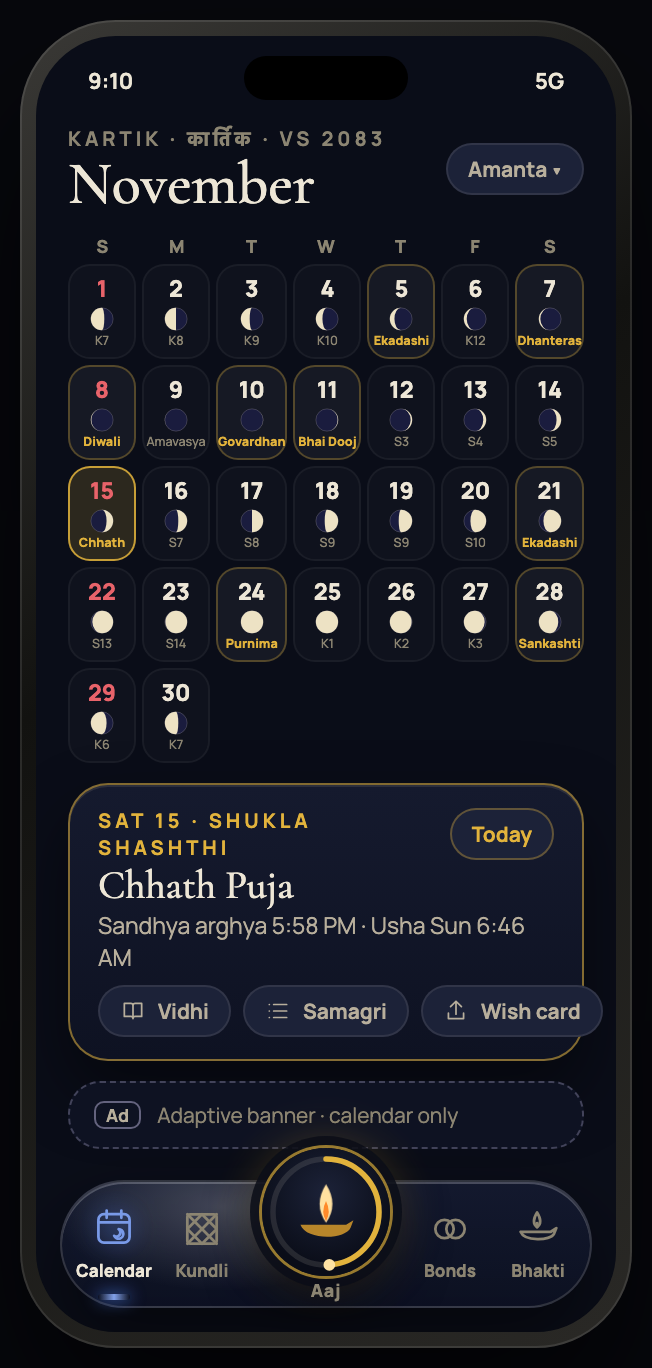 9:10 5G
KARTIK · कार्तिक · VS 2083
November
Amanta ▾
S M T W T F S
1 2 3 4 5 6 7
K7 K8 K9 K10 Ekadashi K12 Dhanteras
8 9 10 11 12 13 14
Diwali Amavasya Govardhan Bhai Dooj S3 S4 S5
15 16 17 18 19 20 21
Chhath S7 S8 S9 S9 S10 Ekadashi
22 23 24 25 26 27 28
S13 S14 Purnima K1 K2 K3 Sankashti
29 30
K6 K7
SAT 15 · SHUKLA
SHASHTHI
Today
Chhath Puja
Sandhya arghya 5:58 PM · Usha Sun 6:46
AM
Vidhi Samagri Wish card
Ad Adaptive banner · calendar only
Calendar Kundli Aaj Bonds Bhakti